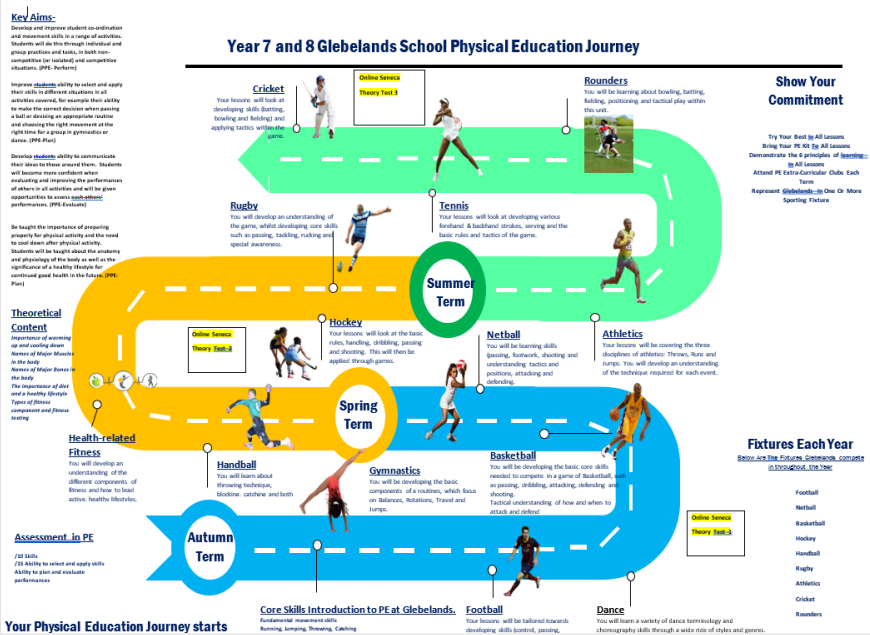 Key Aims-
Develop and improve student co-ordination
and movement skills in a range of activities.
Students will do this through individual and
group practices and tasks, in both non-
competitive (or isolated) and competitive
situations. (PPE- Perform)
Improve students ability to select and apply
their skills in different situations in all
activities covered, for example their ability
to make the correct decision when passing
a ball or devising an appropriate routine
and choosing the right movement at the
right time for a group in gymnastics or
dance. (PPE-Plan)
Develop students ability to communicate
their ideas to those around them. Students
will become more confident when
evaluating and improving the performances
of others in all activities and will be given
opportunities to assess each others'
performances. (PPE-Evaluate)
Be taught the importance of preparing
properly for physical activity and the need
to cool down after physical activity.
Students will be taught about the anatomy
and physiology of the body as well as the
significance of a healthy lifestyle for
continued good health in the future. (PPE-
Plan)
Theoretical
Content
Importance of warming
up and cooling down
Names of Major Muscles
in the body
Names of Major Bones in
the body
The importance of diet
and a healthy lifestyle
Types of fitness
component and fitness
testing
Year 7 and 8 Glebelands School Physical Education Journey
Cricket
Your lessons will look at
developing skills (batting,
bowling and fielding) and
applying tactics within the
game.
Online Seneca
Theory Test 3
Rounders
You will be learning about bowling, batting,
fielding, positioning and tactical play within
this unit.
Show Your
Commitment
Try Your Best In All Lessons
Bring Your PE Kit To All Lessons
Demonstrate the 6 principles of learning
in All Lessons
Attend PE Extra-Curricular Clubs Each
Term
Represent Glebelands In One Or More
Sporting Fixture
Rugby
You will develop an understanding of
the game, whilst developing core skills
such as passing, tackling, rucking and
special awareness.
Tennis
Your lessons will look at developing various
forehand & backhand strokes, serving and the
basic rules and tactics of the game.
Summer
Term
Online Seneca
Theory Test-2
Hockey
Your lessons will look at the basic
rules, handling, dribbling, passing
and shooting. This will then be
applied through games.
Netball
You will be learning skills
(passing, footwork, shooting and
understanding tactics and
positions, attacking and
defending.
Athletics
Your lessons will be covering the three
disciplines of athletics: Throws, Runs and
Jumps. You will develop an understanding
of the technique required for each event.
Spring
Term
Health-related
Fitness
You will develop an
understanding of the
different components of
fitness and how to lead
active, healthy lifestyles.
Handball
You will learn about
throwing technique,
blocking, catching and both
Gymnastics
You will be developing the basic
components of a routines, which focus
on Balances, Rotations, Travel and
Jumps.
Basketball
You will be developing the basic core skills
needed to compete in a game of Basketball, such
as passing, dribbling, attacking, defending and
shooting.
Tactical understanding of how and when to
attack and defend
Fixtures Each Year
Below Are The Fixtures Glebelands compete
in throughout the Year
Football
Netball
Basketball
Hockey
Handball
Rugby
Athletics
Cricket
Rounders
Online Seneca
Theory Test-1
Autumn
Term
Assessment in PE
/10 Skills
/15 Ability to select and apply skills
Ability to plan and evaluate
performances
Your Physical Education Journey starts
Core Skills Introduction to PE at Glebelands.
Fundamental movement skills
Running, Jumping, Throwing, Catching
Football
Your lessons will be tailored towards
developing skills (control, passing,
Dance
You will learn a variety of dance terminology and
choreography skills through a wide ride of styles and genres.